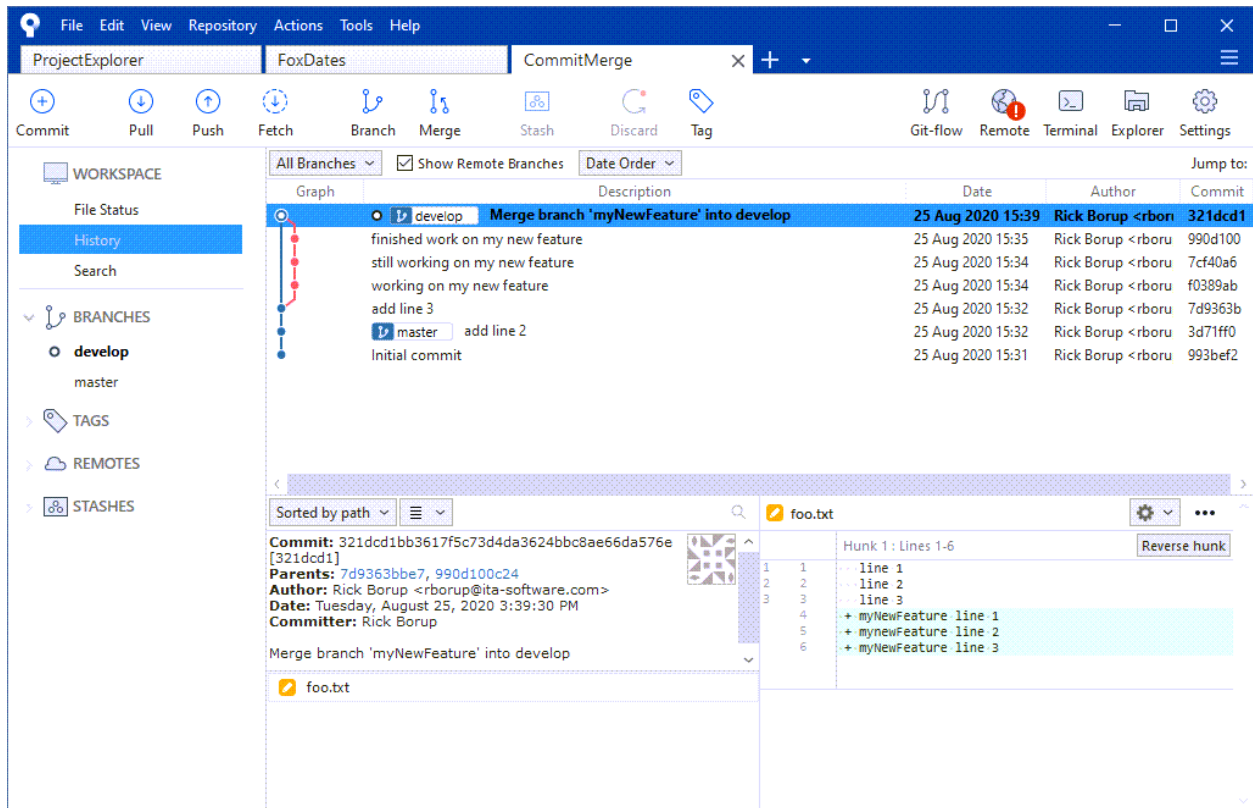 File Edit View Repository Actions Tools Help
ProjectExplorer FoxDates CommitMerge
Commit Pull Push Fetch Branch Merge Stash Discard Tag Git-flow Remote Terminal Explorer Settings
WORKSPACE
File Status
History
Search
BRANCHES
develop
master
TAGS
REMOTES
STASHES
All Branches Show Remote Branches Date Order Jump to:
Graph Description Date Author Commit
develop Merge branch 'myNewFeature' into develop 25 Aug 2020 15:39 Rick Borup <rbor 321dcd1
finished work on my new feature 25 Aug 2020 15:35 Rick Borup <rboru 990d100
still working on my new feature 25 Aug 2020 15:34 Rick Borup <rboru 7cf40a6
working on my new feature 25 Aug 2020 15:34 Rick Borup <rboru f0389ab
add line 3 25 Aug 2020 15:32 Rick Borup <rboru 7d9363b
master add line 2 25 Aug 2020 15:32 Rick Borup <rboru 3d71ff0
Initial commit 25 Aug 2020 15:31 Rick Borup <rboru 993bef2
Sorted by path
Commit: 321dcd1bb3617f5c73d4da3624bbc8ae66da576e
[321dcd1]
Parents: 7d9363bbe7, 990d100c24
Author: Rick Borup <rborup@ita-software.com>
Date: Tuesday, August 25, 2020 3:39:30 PM
Committer: Rick Borup
Merge branch 'myNewFeature' into develop
foo.txt
foo.txt
Hunk 1 : Lines 1-6 Reverse hunk
1 1 line 1
2 2 line 2
3 3 line 3
4 + myNewFeature line 1
5 + mynewFeature line 2
6 + myNewFeature line 3